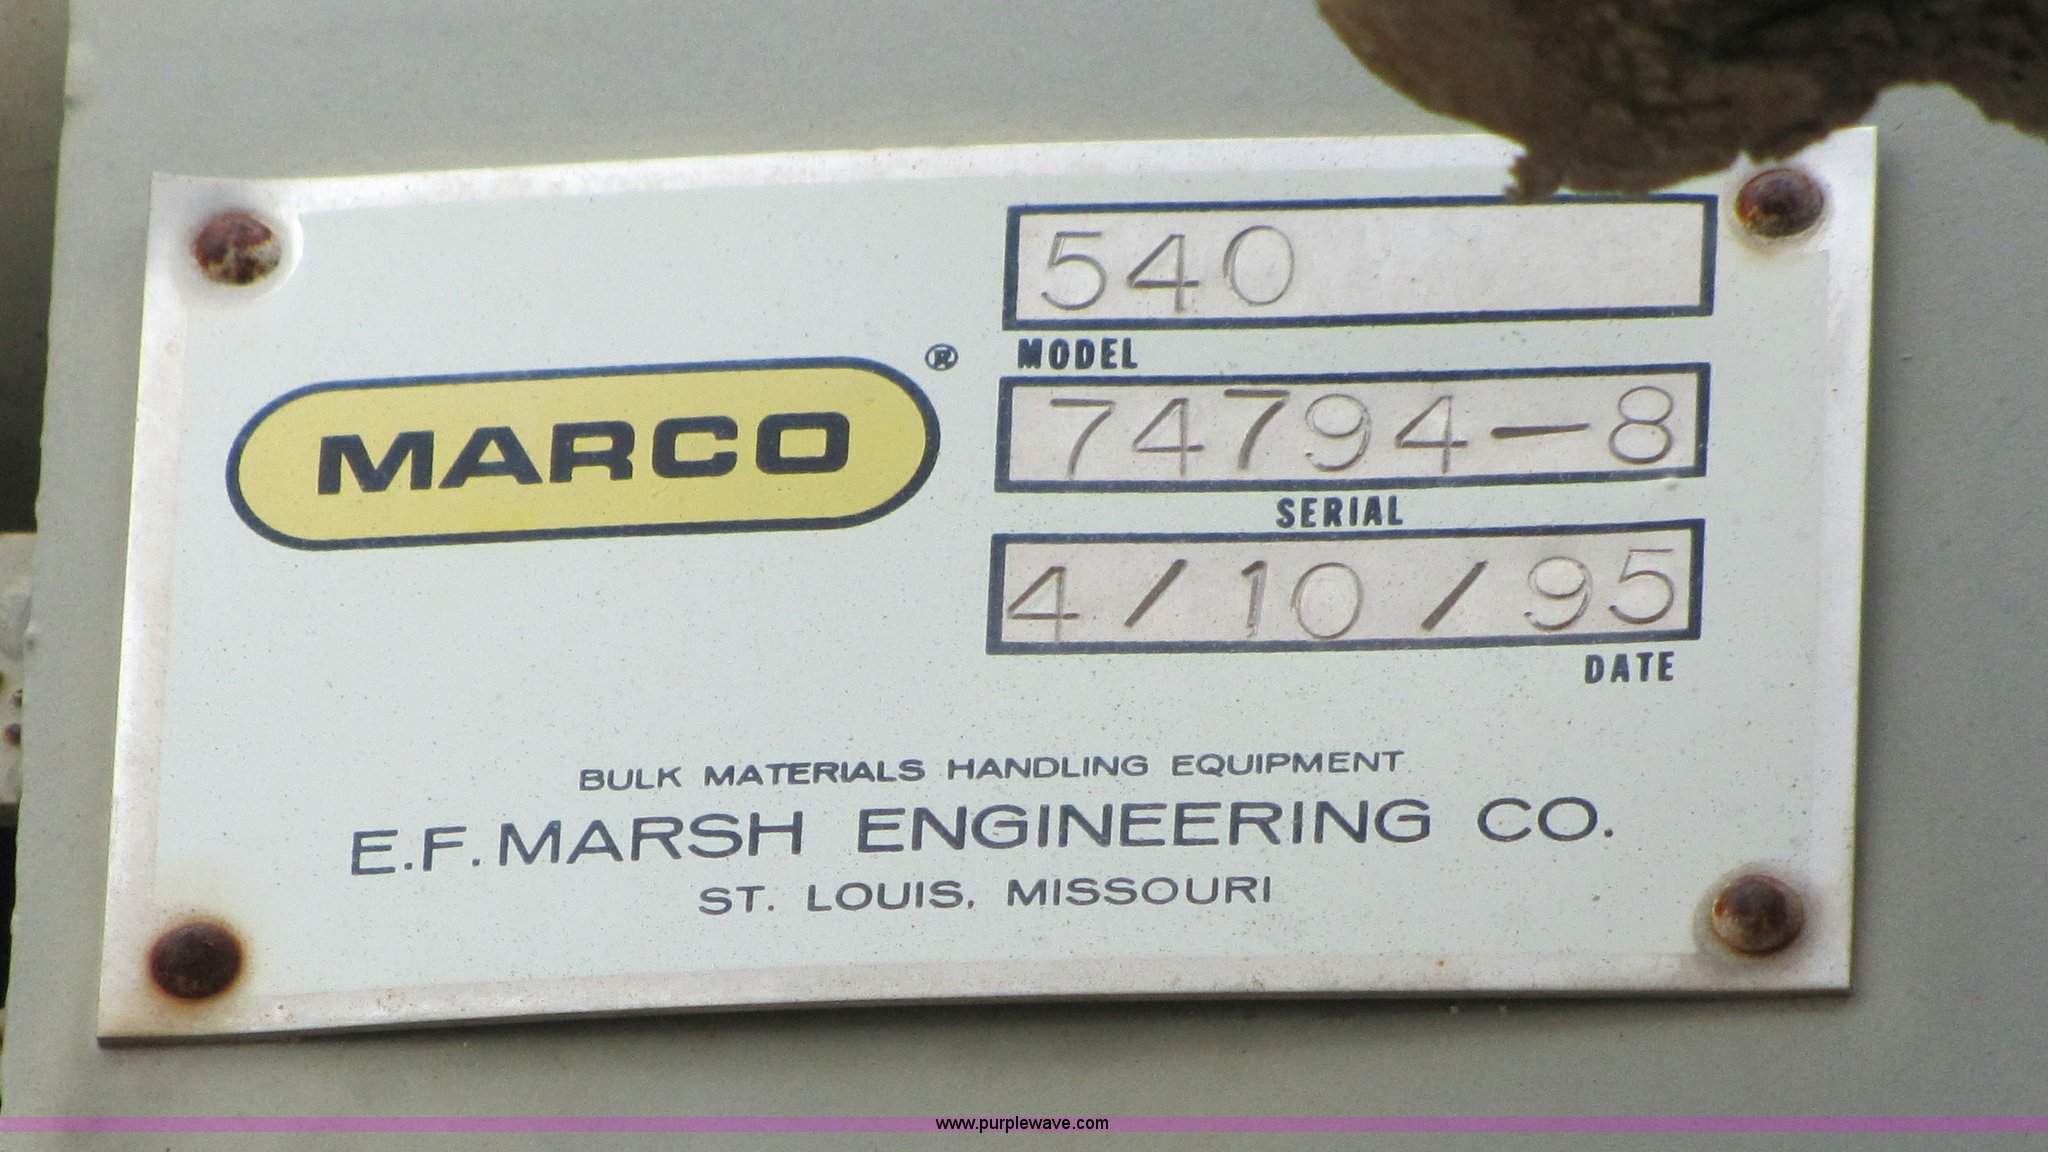 540
MODEL
MARCO®
74794-8
SERIAL
4/10/95
DATE
BULK MATERIALS HANDLING EQUIPMENT
E.F. MARSH ENGINEERING CO.
ST. LOUIS, MISSOURI
www.purplewave.com